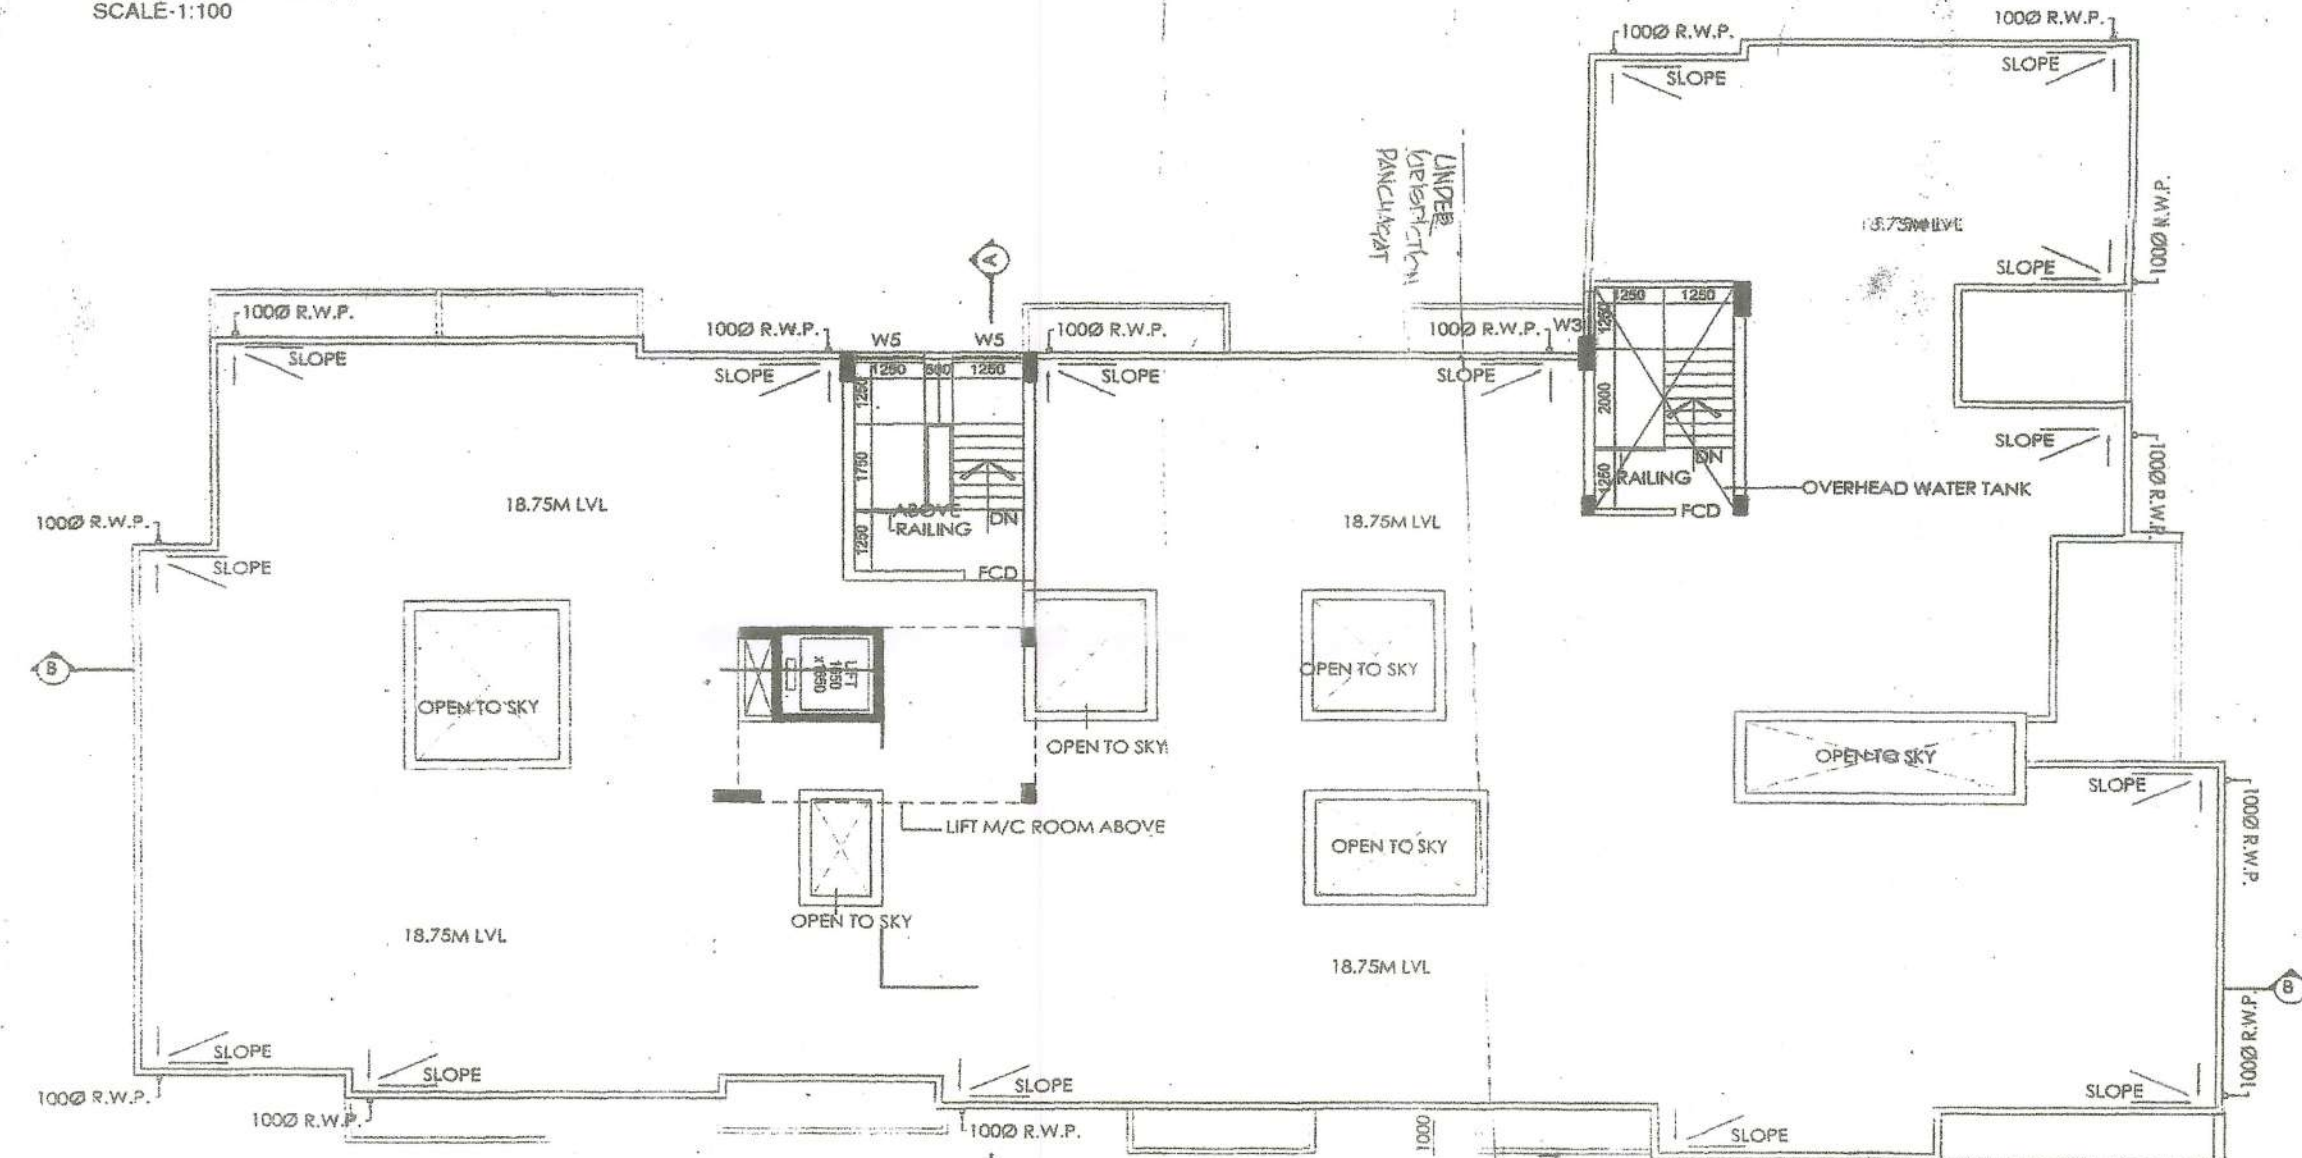 SCALE-1:100
100Ø R.W.P.
100Ø R.W.P.
SLOPE
SLOPE
UNDER
PANCHAYAT
100Ø R.W.P.
SLOPE
100Ø R.W.P.
SLOPE
100Ø R.W.P.
SLOPE
A
W5
W5
1250
500
1250
1250
1750
1250
ABOVE
RAILING
DN
FCD
100Ø R.W.P.
SLOPE
100Ø R.W.P.
SLOPE
W3
1250
1250
1250
2000
1250
RAILING
DN
FCD
OVERHEAD WATER TANK
SLOPE
100Ø R.W.P.
18.75M LVL
18.75M LVL
100Ø R.W.P.
SLOPE
B
OPEN TO SKY
LIFT
1650
OPEN TO SKY
OPEN TO SKY
OPEN TO SKY
SLOPE
100Ø R.W.P.
LIFT M/C ROOM ABOVE
OPEN TO SKY
OPEN TO SKY
18.75M LVL
18.75M LVL
B
100Ø R.W.P.
SLOPE
SLOPE
100Ø R.W.P.
SLOPE
100Ø R.W.P.
SLOPE
100Ø R.W.P.
1000
SLOPE